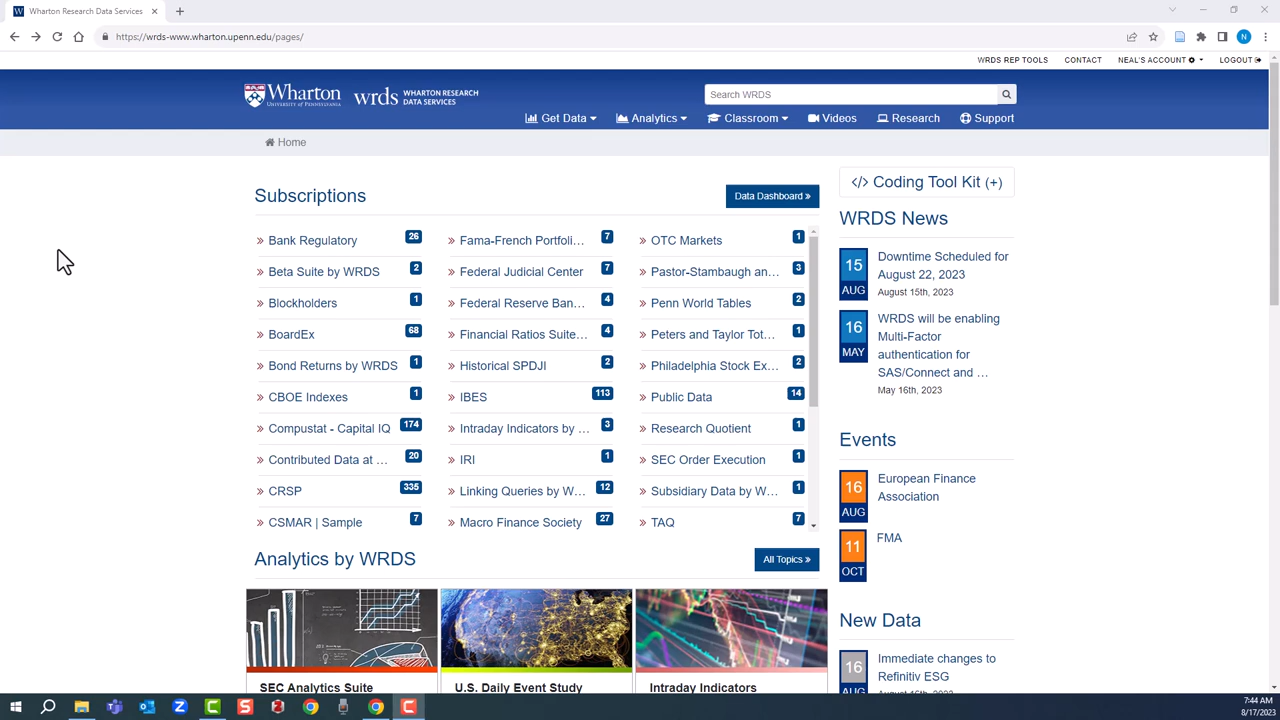 Wharton Research Data Services
https://wrds-www.wharton.upenn.edu/pages/
N
WRDS REP TOOLS CONTACT NEAL'S ACCOUNT LOGOUT
Wharton
UNIVERSITY OF PENNSYLVANIA
wrds
WHARTON RESEARCH
DATA SERVICES
Search WRDS
Get Data Analytics Classroom Videos Research Support
Home
Subscriptions
Data Dashboard »
Bank Regulatory 26
Fama-French Portfoli... 7
OTC Markets 1
Beta Suite by WRDS 2
Federal Judicial Center 7
Pastor-Stambaugh an... 3
Blockholders 1
Federal Reserve Ban... 4
Penn World Tables 2
BoardEx 68
Financial Ratios Suite... 4
Peters and Taylor Tot... 1
Bond Returns by WRDS 1
Historical SPDJI 2
Philadelphia Stock Ex... 2
CBOE Indexes 1
IBES 113
Public Data 14
Compustat - Capital IQ 174
Intraday Indicators by ... 3
Research Quotient 1
Contributed Data at ... 20
IRI 1
SEC Order Execution 1
CRSP 335
Linking Queries by W... 12
Subsidiary Data by W... 1
CSMAR | Sample 7
Macro Finance Society 27
TAQ 7
Analytics by WRDS
All Topics »
SEC Analytics Suite
U.S. Daily Event Study
Intraday Indicators
</> Coding Tool Kit (+)
WRDS News
15
AUG
Downtime Scheduled for
August 22, 2023
August 15th, 2023
16
MAY
WRDS will be enabling
Multi-Factor
authentication for
SAS/Connect and ...
May 16th, 2023
Events
16
AUG
European Finance
Association
11
OCT
FMA
New Data
16
AUG
Immediate changes to
Refinitiv ESG
August 16th, 2023
7:44 AM
8/17/2023